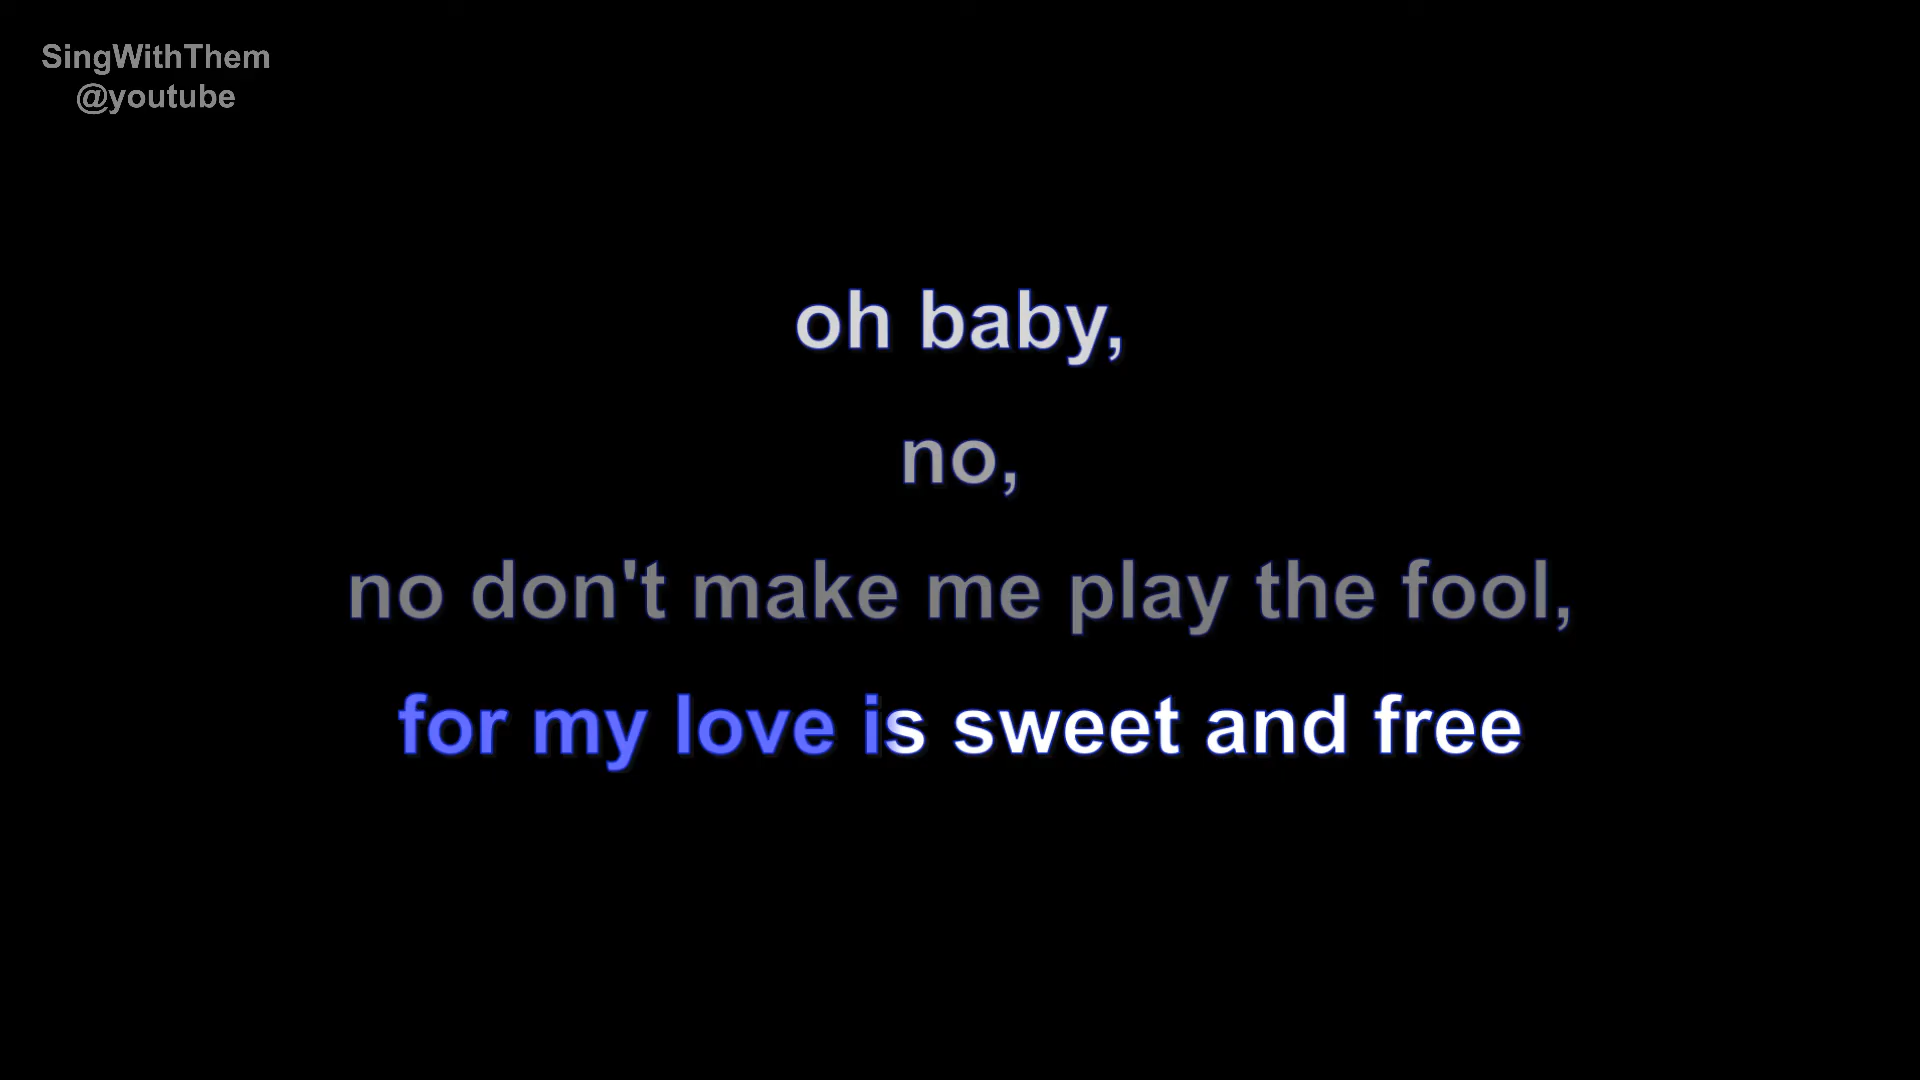 SingWithThem
@youtube
oh baby,
no,
no don't make me play the fool,
for my love is sweet and free